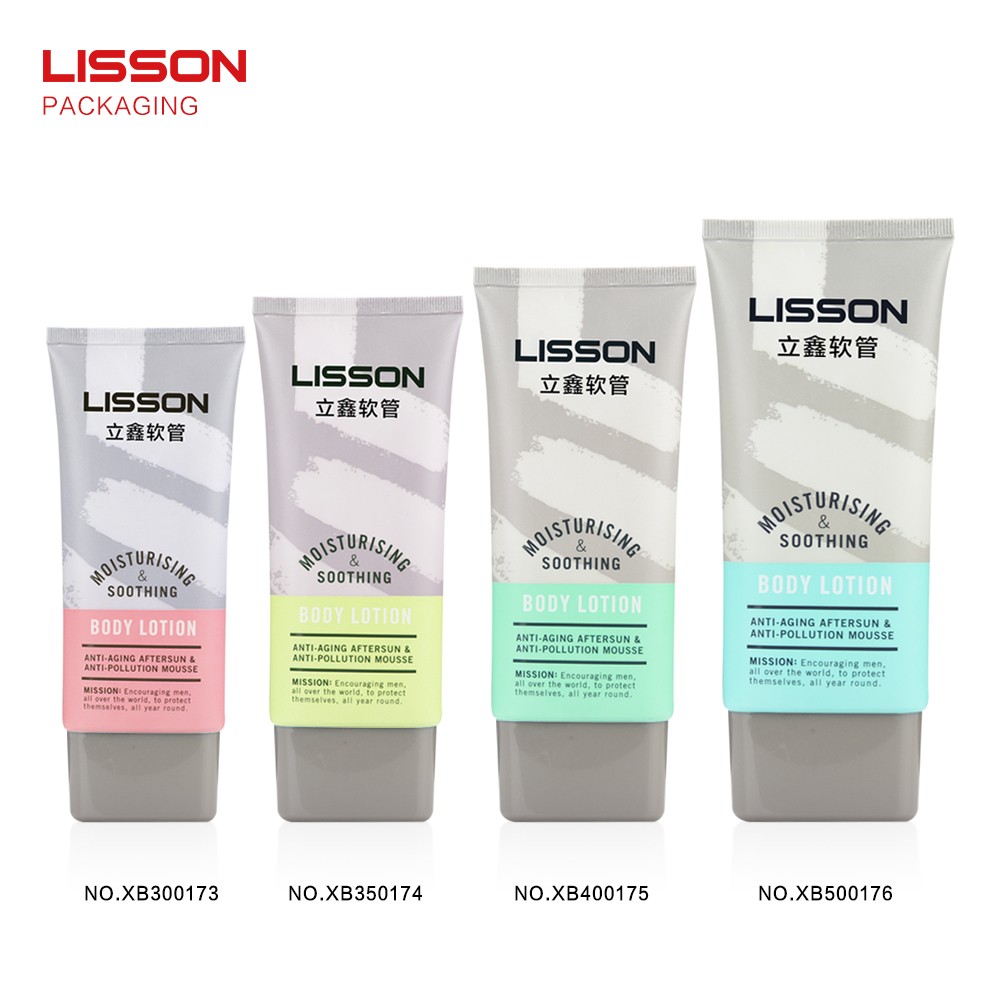 LISSON
PACKAGING
LISSON
立鑫软管
MOISTURISING
&
SOOTHING
BODY LOTION
ANTI-AGING AFTERSUN &
ANTI-POLLUTION MOUSSE
MISSION: Encouraging men,
all over the world, to protect
themselves, all year round.
NO.XB300173
LISSON
立鑫软管
MOISTURISING
&
SOOTHING
BODY LOTION
ANTI-AGING AFTERSUN &
ANTI-POLLUTION MOUSSE
MISSION: Encouraging men,
all over the world, to protect
themselves, all year round.
NO.XB350174
LISSON
立鑫软管
MOISTURISING
&
SOOTHING
BODY LOTION
ANTI-AGING AFTERSUN &
ANTI-POLLUTION MOUSSE
MISSION: Encouraging men,
all over the world, to protect
themselves, all year round.
NO.XB400175
LISSON
立鑫软管
MOISTURISING
&
SOOTHING
BODY LOTION
ANTI-AGING AFTERSUN &
ANTI-POLLUTION MOUSSE
MISSION: Encouraging men,
all over the world, to protect
themselves, all year round.
NO.XB500176